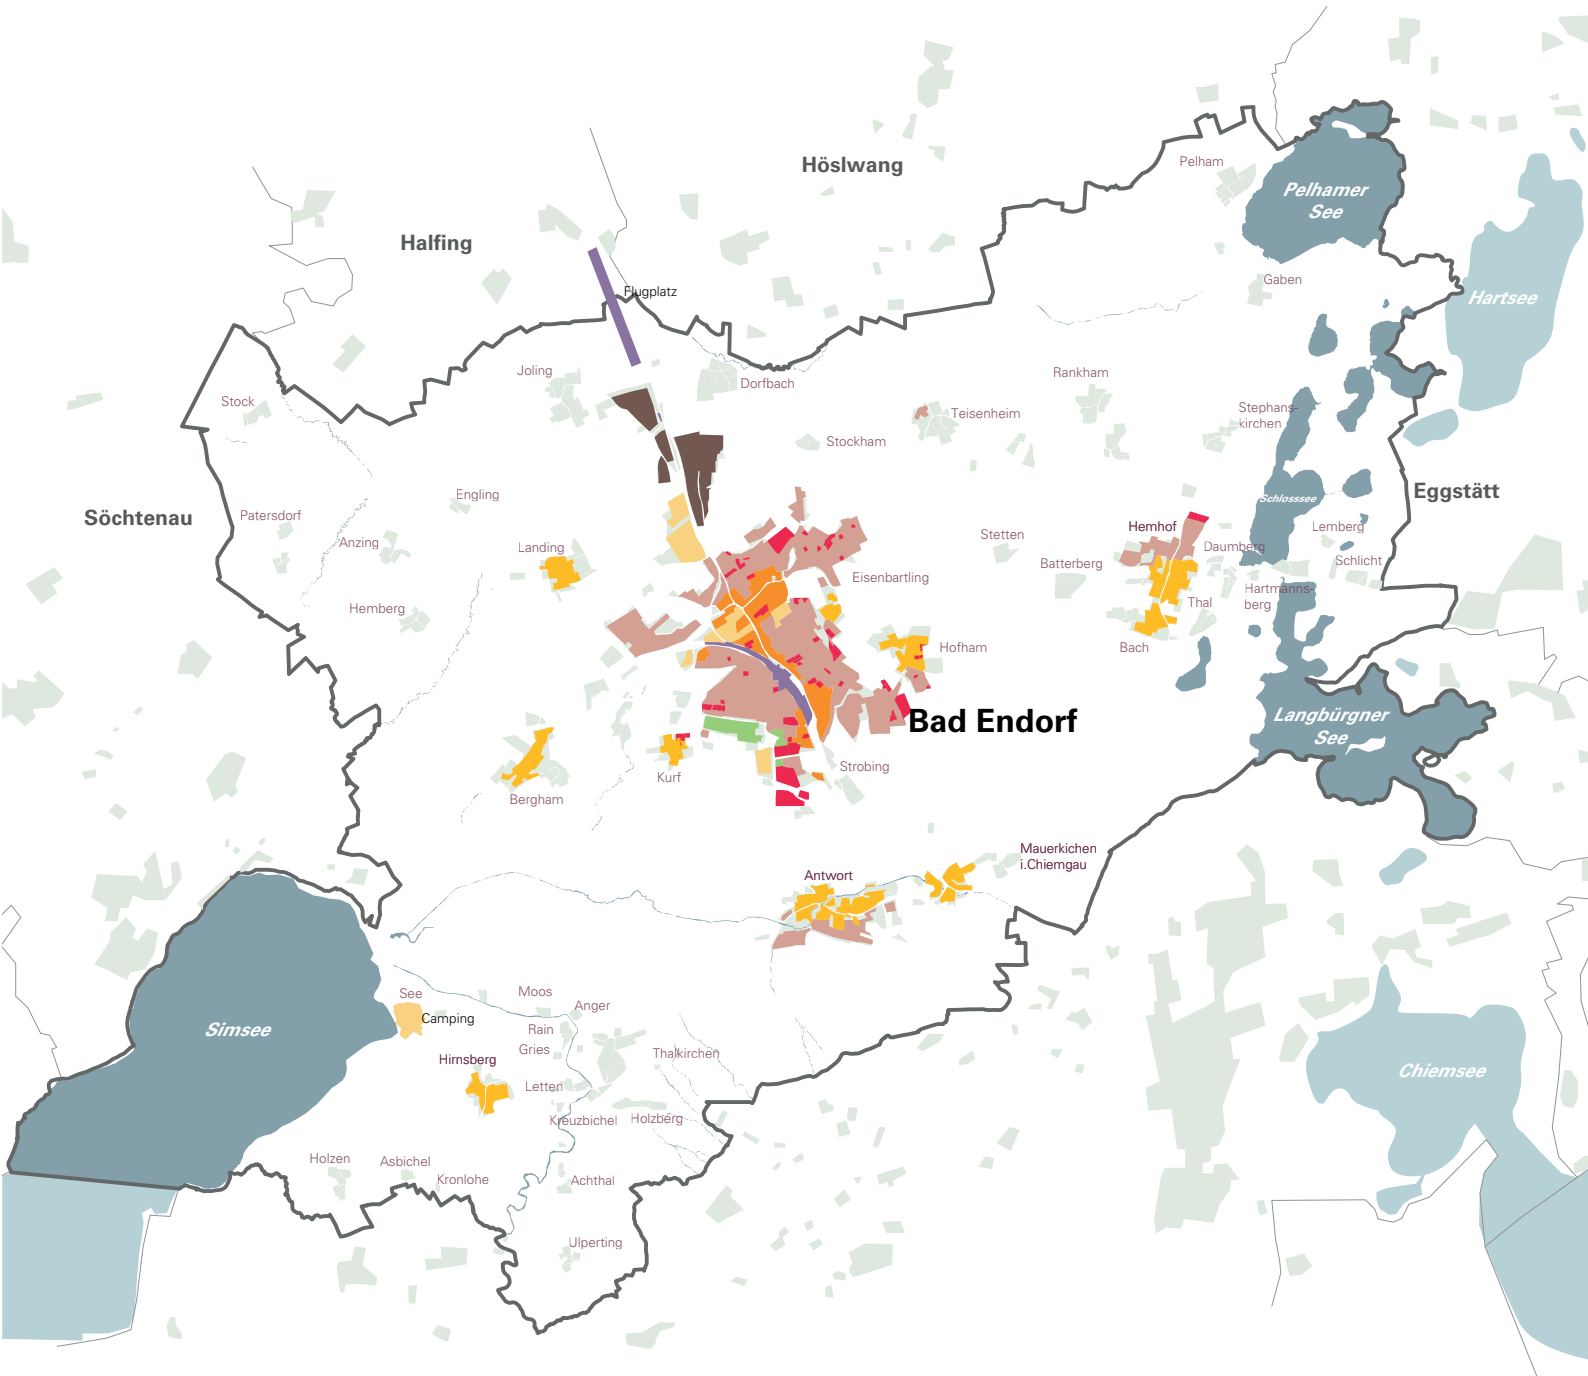 Höslwang
Pelham
Pelhamer
See
Halfing
Gaben
Flugplatz
Hartsee
Joling
Dorfbach
Rankham
Stock
Teisenheim
Stephans-
kirchen
Stockham
Engling
Eggstätt
Schlosssee
Söchtenau
Patersdorf
Hemhof
Lemberg
Anzing
Landing
Stetten
Daumberg
Batterberg
Schlicht
Eisenbartling
Hartmanns-
berg
Hemberg
Thal
Hofham
Bach
Bad Endorf
Langbürgner
See
Kurf
Strobing
Bergham
Mauerkichen
i.Chiemgau
Antwort
See
Moos
Anger
Camping
Simsee
Rain
Gries
Thalkirchen
Hirnsberg
Chiemsee
Letten
Kreuzbichel
Holzberg
Holzen
Asbichel
Kronlohe
Achthal
Ulperting